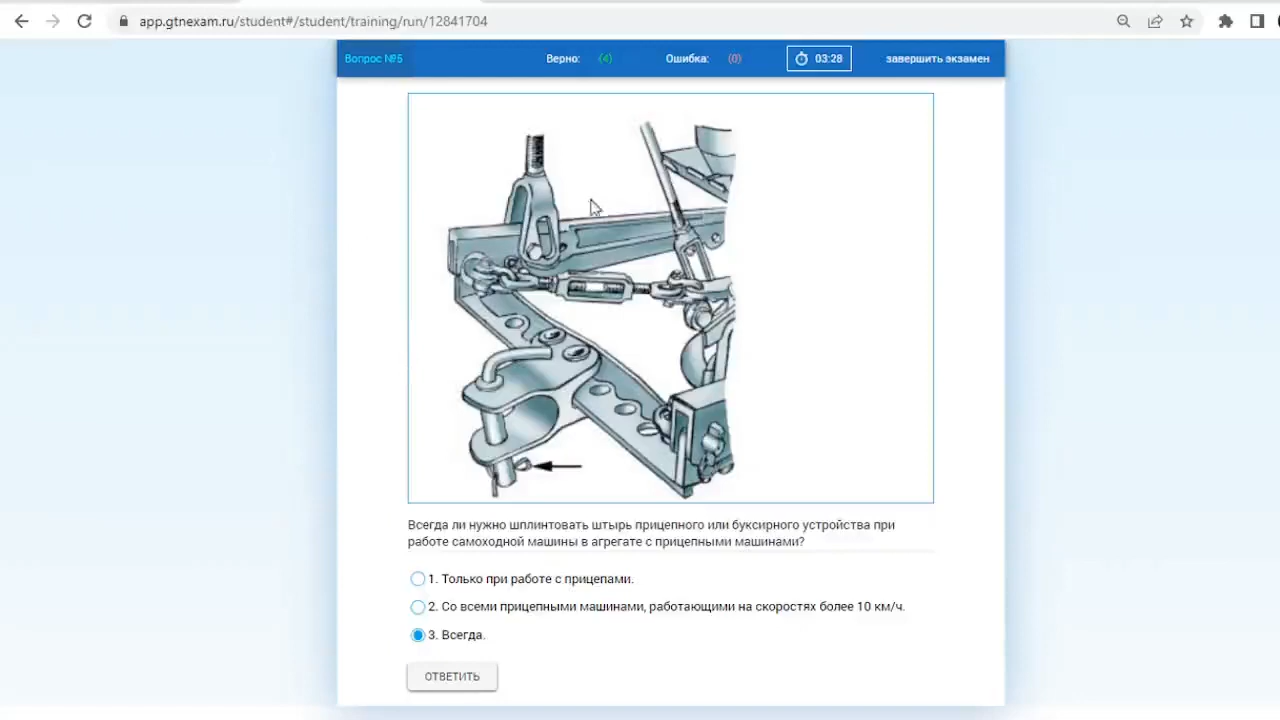 app.gtnexam.ru/student#/student/training/run/12841704
Вопрос №5 Верно: (4) Ошибка: (0) 03:28 завершить экзамен
Всегда ли нужно шплинтовать штырь прицепного или буксирного устройства при
работе самоходной машины в агрегате с прицепными машинами?
1. Только при работе с прицепами.
2. Со всеми прицепными машинами, работающими на скоростях более 10 км/ч.
3. Всегда.
ОТВЕТИТЬ